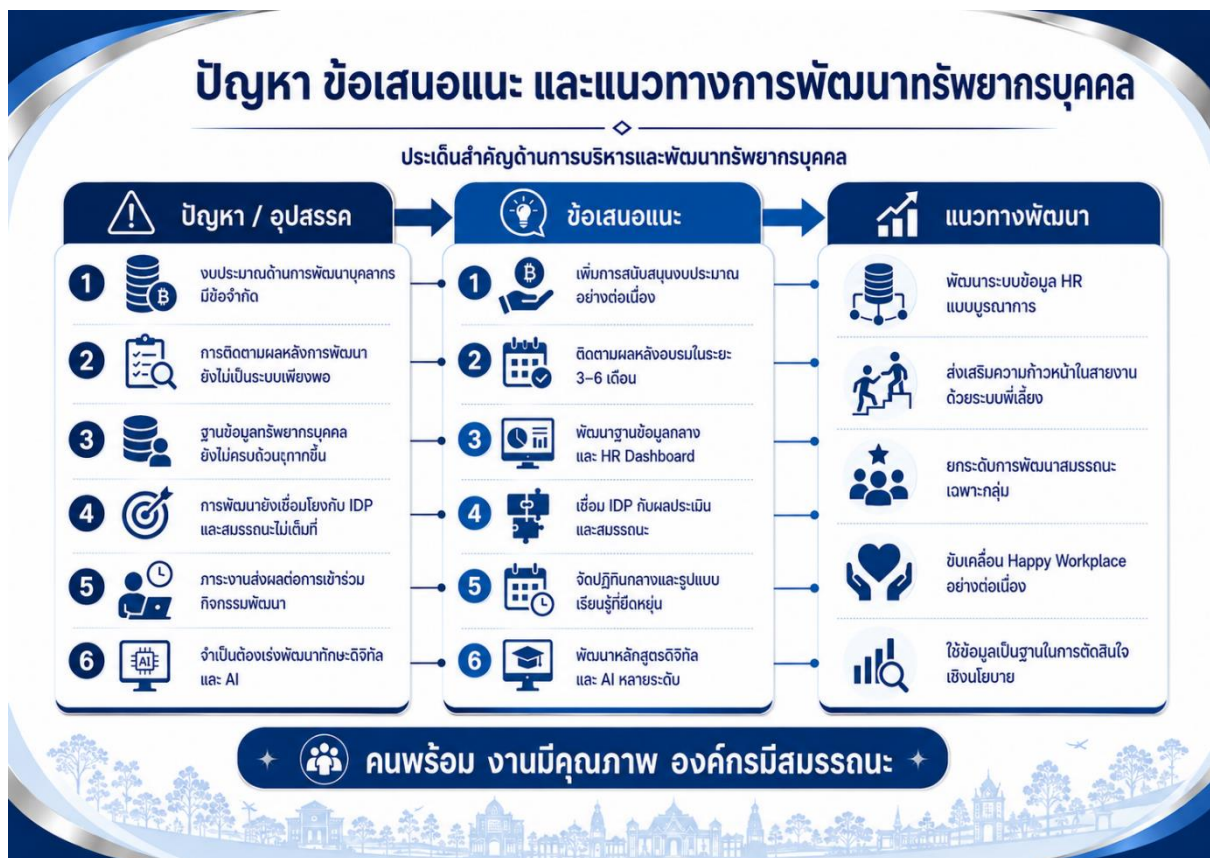 ปัญหา ข้อเสนอแนะ และแนวทางการพัฒนาทรัพยากรบุคคล
ประเด็นสำคัญด้านการบริหารและพัฒนาทรัพยากรบุคคล
ปัญหา / อุปสรรค
1
งบประมาณด้านการพัฒนาบุคลากร
มีข้อจำกัด
2
การติดตามผลหลังการพัฒนา
ยังไม่เป็นระบบเพียงพอ
3
ฐานข้อมูลทรัพยากรบุคคล
ยังไม่ครบถ้วน
4
การพัฒนายังเชื่อมโยงกับ IDP
และสมรรถนะไม่เต็มที่
5
ภาระงานส่งผลต่อการเข้าร่วม
กิจกรรมพัฒนา
6
AI
จำเป็นต้องเร่งพัฒนาทักษะดิจิทัล
และ AI
ข้อเสนอแนะ
1
เพิ่มการสนับสนุนงบประมาณ
อย่างต่อเนื่อง
2
ติดตามผลหลังอบรมในระยะ
3–6 เดือน
3
พัฒนาฐานข้อมูลกลาง
และ HR Dashboard
4
เชื่อม IDP กับผลประเมิน
และสมรรถนะ
5
จัดปฏิทินกลางและรูปแบบ
เรียนรู้ที่ยืดหยุ่น
6
พัฒนาหลักสูตรดิจิทัล
และ AI หลายระดับ
แนวทางพัฒนา
พัฒนาระบบข้อมูล HR
แบบบูรณาการ
ส่งเสริมความก้าวหน้าในสายงาน
ด้วยระบบพี่เลี้ยง
ยกระดับการพัฒนาสมรรถนะ
เฉพาะกลุ่ม
ขับเคลื่อน Happy Workplace
อย่างต่อเนื่อง
ใช้ข้อมูลเป็นฐานในการตัดสินใจ
เชิงนโยบาย
คนพร้อม งานมีคุณภาพ องค์กรมีสมรรถนะ